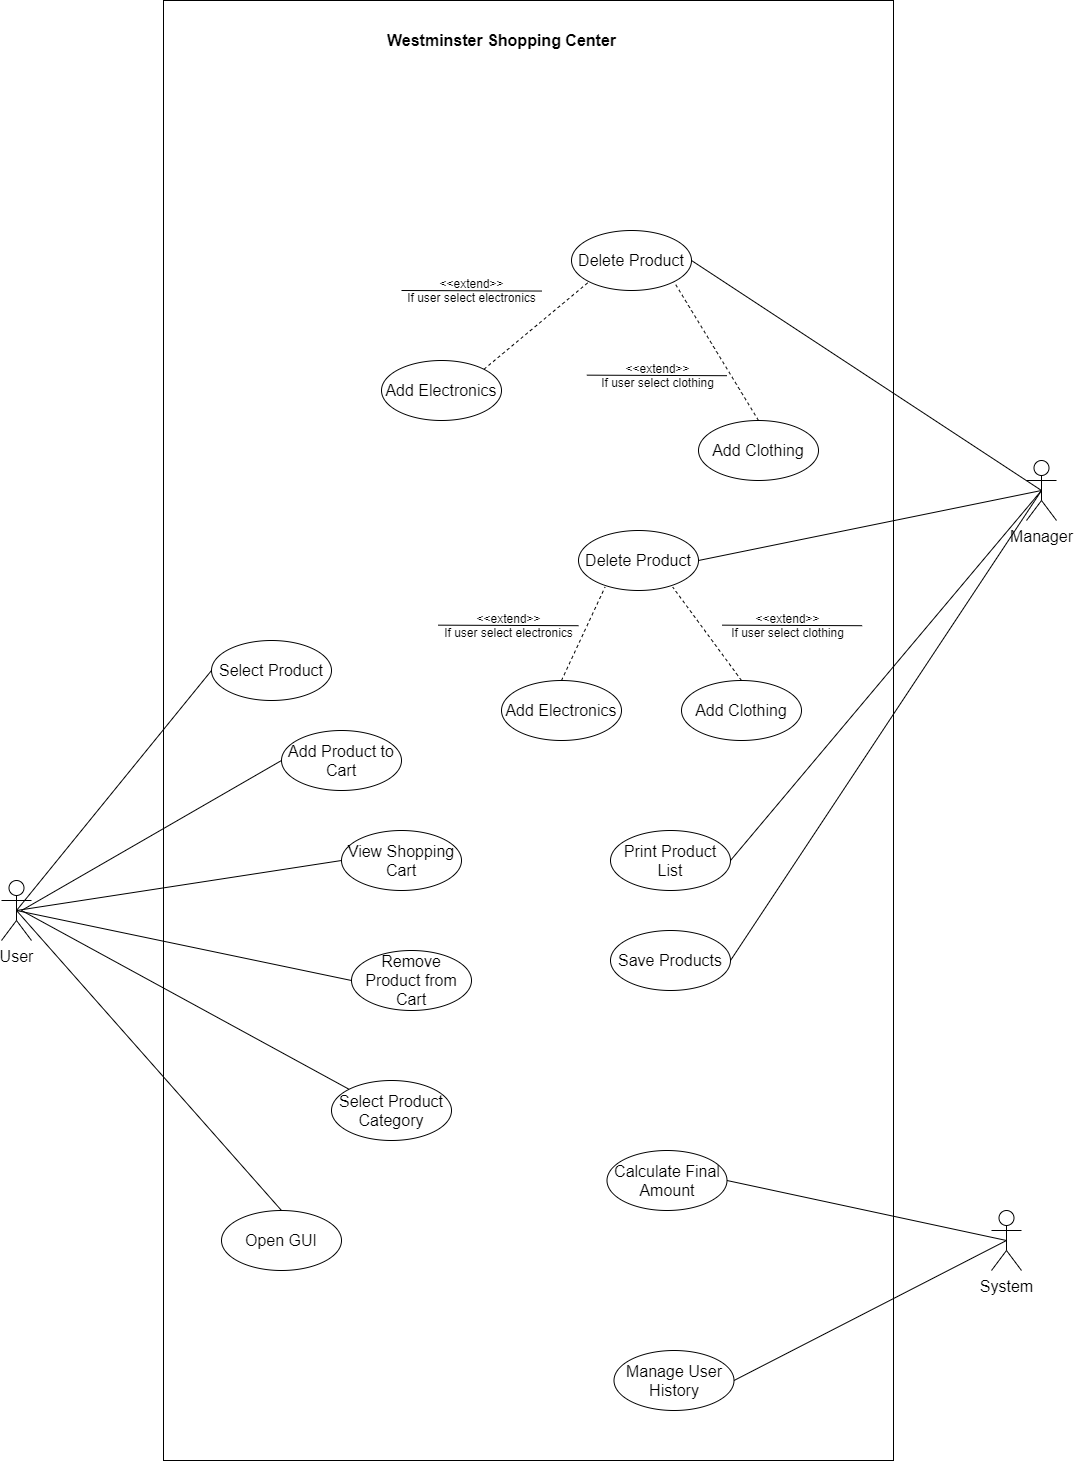 Westminster Shopping Center
Delete Product
<<extend>>
If user select electronics
Add Electronics
<<extend>>
If user select clothing
Add Clothing
Manager
Delete Product
<<extend>>
If user select electronics
<<extend>>
If user select clothing
Add Electronics
Add Clothing
Select Product
Add Product to
Cart
View Shopping
Cart
Print Product
List
User
Remove
Product from
Cart
Save Products
Select Product
Category
Calculate Final
Amount
Open GUI
System
Manage User
History